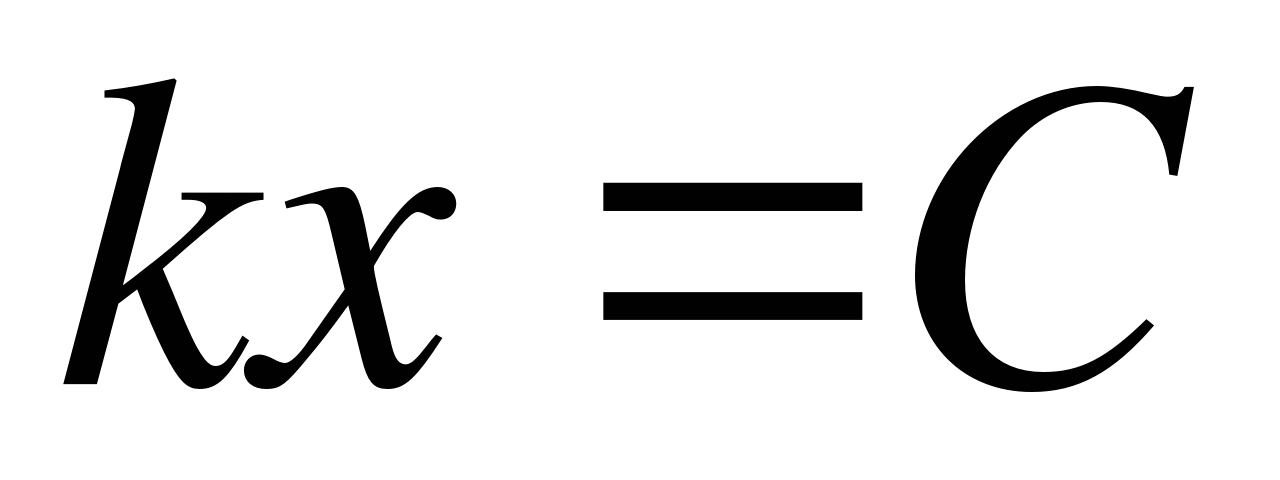 kx = C